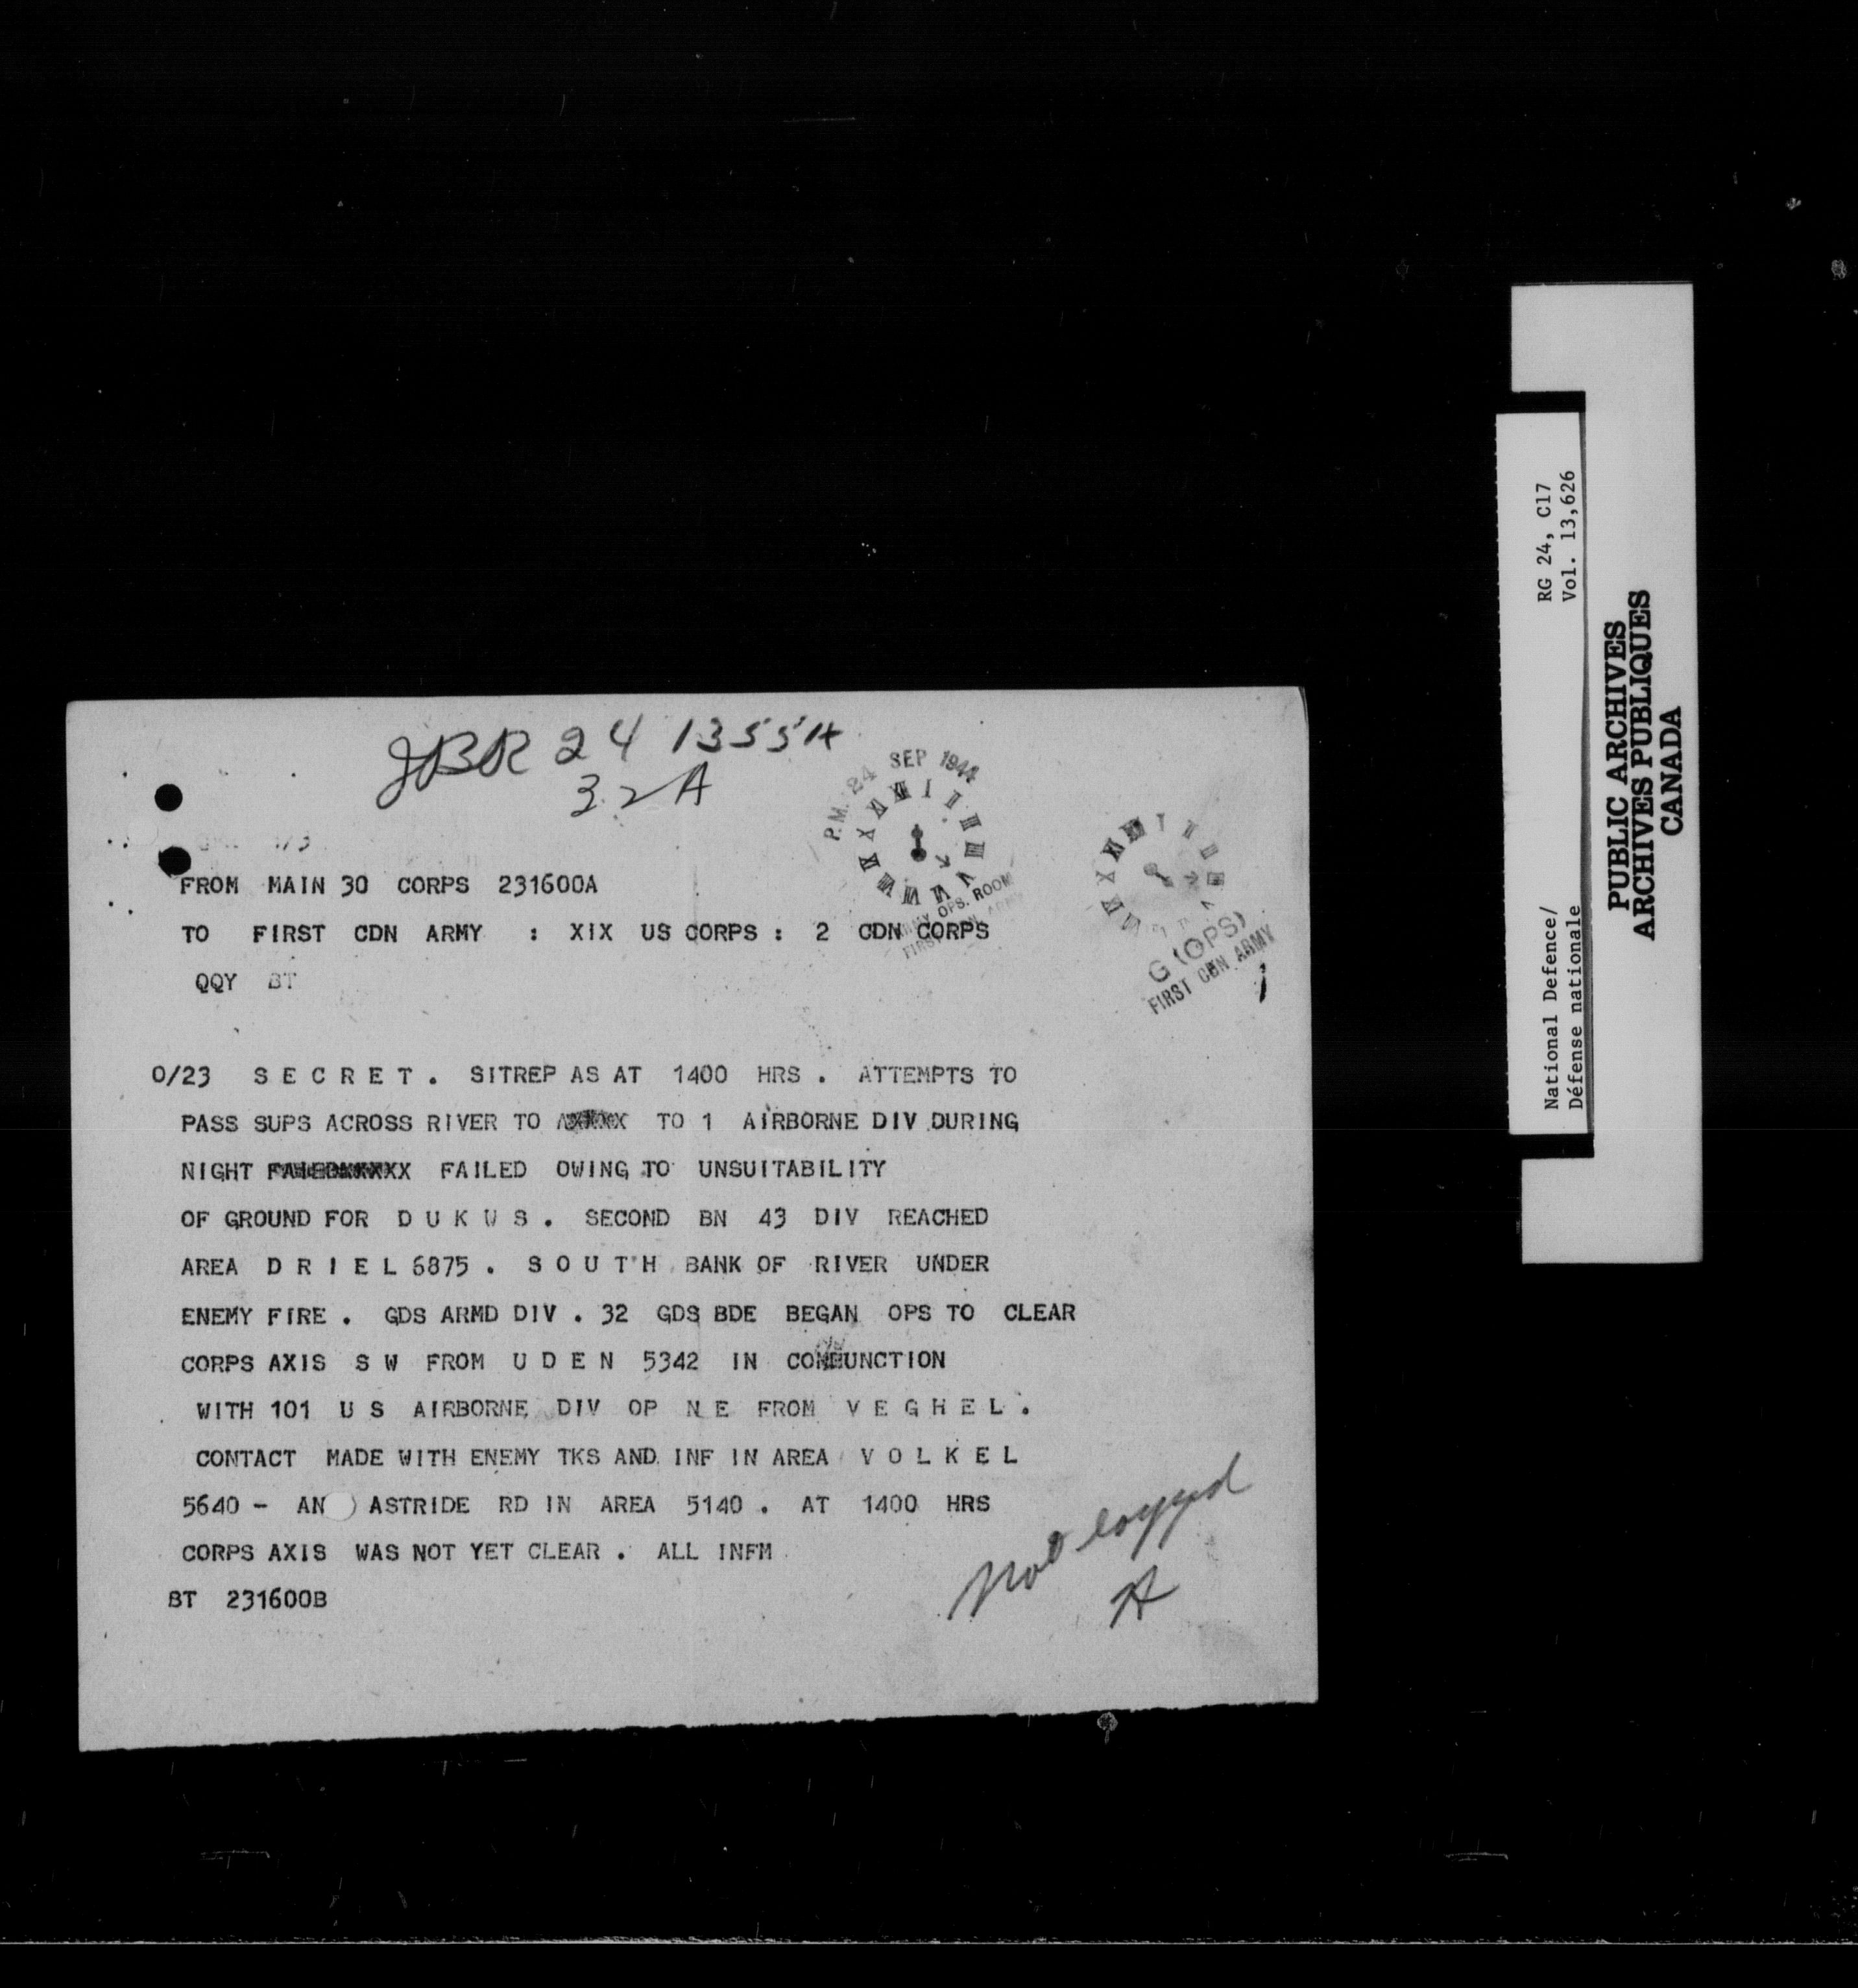 JBR 24 1355A
32A
P.M. 24 SEP 1944
OPS. ROOM
FIRST CDN ARMY
G (OPS)
FIRST CDN ARMY
FROM MAIN 30 CORPS 231600A
TO FIRST CDN ARMY : XIX US CORPS : 2 CDN CORPS
QQY BT
O/23 S E C R E T . SITREP AS AT 1400 HRS . ATTEMPTS TO
PASS SUPS ACROSS RIVER TO TO 1 AIRBORNE DIV DURING
NIGHT FAILEDXXXXX FAILED OWING TO UNSUITABILITY
OF GROUND FOR D U K W S . SECOND BN 43 DIV REACHED
AREA D R I E L 6875 . S O U T H BANK OF RIVER UNDER
ENEMY FIRE . GDS ARMD DIV . 32 GDS BDE BEGAN OPS TO CLEAR
CORPS AXIS S W FROM U D E N 5342 IN CONJUNCTION
WITH 101 U S AIRBORNE DIV OP N E FROM V E G H E L .
CONTACT MADE WITH ENEMY TKS AND INF IN AREA V O L K E L
5640 - AN ASTRIDE RD IN AREA 5140 . AT 1400 HRS
CORPS AXIS WAS NOT YET CLEAR . ALL INFM
BT 231600B
Not logged
A
RG 24, C17
Vol. 13,626
National Defence/
Défense nationale
PUBLIC ARCHIVES
ARCHIVES PUBLIQUES
CANADA